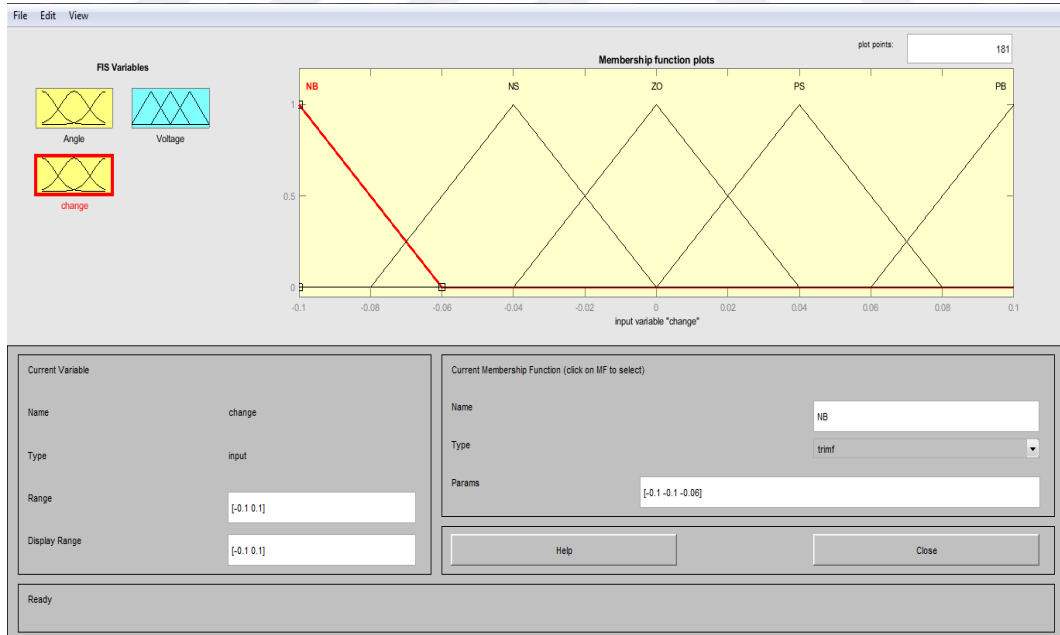 File Edit View
plot points: 181
FIS Variables
Membership function plots
Angle Voltage
change
NB NS ZO PS PB
1
0.5
0
-0.1 -0.08 -0.06 -0.04 -0.02 0 0.02 0.04 0.06 0.08 0.1
input variable "change"
Current Variable
Name change
Type input
Range [-0.1 0.1]
Display Range [-0.1 0.1]
Current Membership Function (click on MF to select)
Name NB
Type trimf
Params [-0.1 -0.1 -0.06]
Help Close
Ready